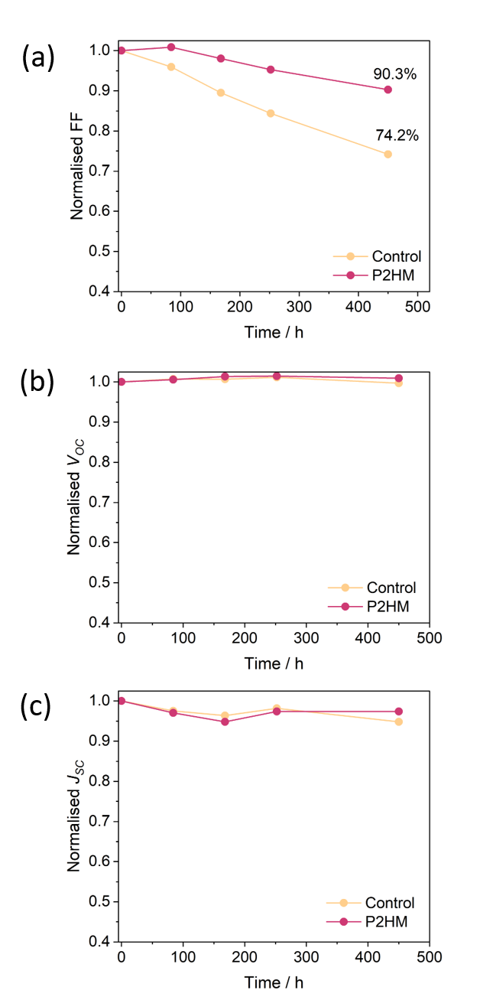 (a)
1.0
0.9
0.8
0.7
0.6
0.5
0.4
Normalised FF
90.3%
74.2%
Control
P2HM
0 100 200 300 400 500
Time / h
(b)
1.0
0.9
0.8
0.7
0.6
0.5
0.4
Normalised VOC
Control
P2HM
0 100 200 300 400 500
Time / h
(c)
1.0
0.9
0.8
0.7
0.6
0.5
0.4
Normalised JSC
Control
P2HM
0 100 200 300 400 500
Time / h